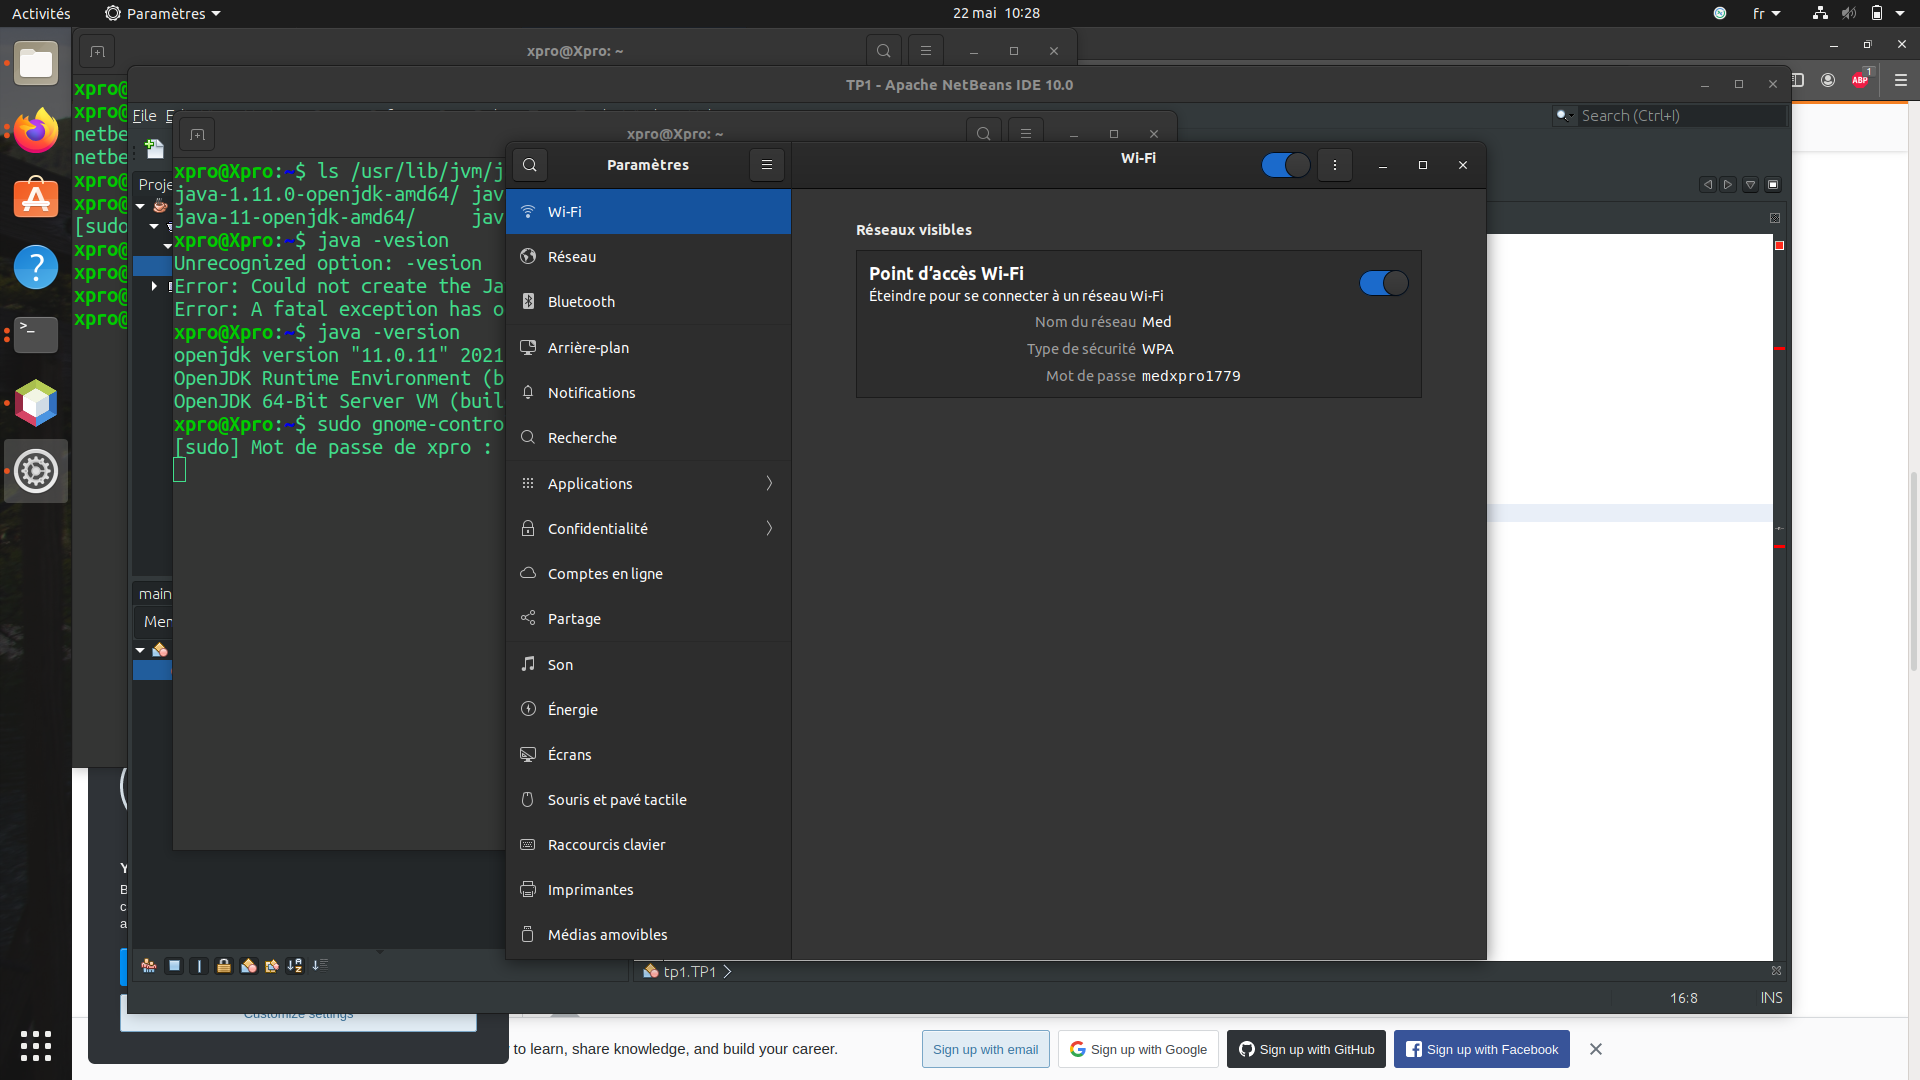 Activités
Paramètres
22 mai 10:28
fr
xpro@Xpro: ~
TP1 - Apache NetBeans IDE 10.0
ABP
1
File
Search (Ctrl+I)
xpro@
xpro@
netbe
netbe
xpro@
xpro@
[sudo
xpro@
xpro@
xpro@
xpro@
Proje
xpro@Xpro: ~
xpro@Xpro:~$ ls /usr/lib/jvm/j
java-1.11.0-openjdk-amd64/ jav
java-11-openjdk-amd64/ jav
xpro@Xpro:~$ java -vesion
Unrecognized option: -vesion
Error: Could not create the Ja
Error: A fatal exception has o
xpro@Xpro:~$ java -version
openjdk version "11.0.11" 2021
OpenJDK Runtime Environment (b
OpenJDK 64-Bit Server VM (buil
xpro@Xpro:~$ sudo gnome-contro
[sudo] Mot de passe de xpro :
Paramètres
Wi-Fi
Wi-Fi
Réseau
Bluetooth
Arrière-plan
Notifications
Recherche
Applications
Confidentialité
Comptes en ligne
Partage
Son
Énergie
Écrans
Souris et pavé tactile
Raccourcis clavier
Imprimantes
Médias amovibles
Réseaux visibles
Point d'accès Wi-Fi
Éteindre pour se connecter à un réseau Wi-Fi
Nom du réseau Med
Type de sécurité WPA
Mot de passe medxpro1779
main
Mem
tp1.TP1
16:8
INS
Customize settings
to learn, share knowledge, and build your career.
Sign up with email
Sign up with Google
Sign up with GitHub
Sign up with Facebook